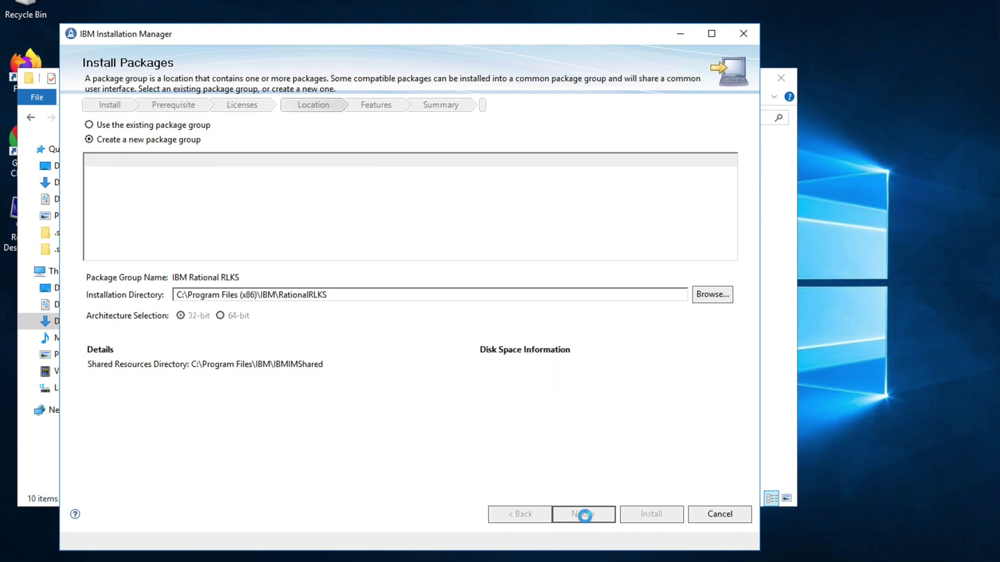 Recycle Bin
IBM Installation Manager
Install Packages
A package group is a location that contains one or more packages. Some compatible packages can be installed into a common package group and will share a common
user interface. Select an existing package group, or create a new one.
File
Install
Prerequisite
Licenses
Location
Features
Summary
Use the existing package group
Create a new package group
Package Group Name: IBM Rational RLKS
Installation Directory: C:\Program Files (x86)\IBM\RationalRLKS
Browse...
Architecture Selection: 32-bit 64-bit
Details
Disk Space Information
Shared Resources Directory: C:\Program Files\IBM\IBMIMShared
10 items
< Back
Install
Cancel